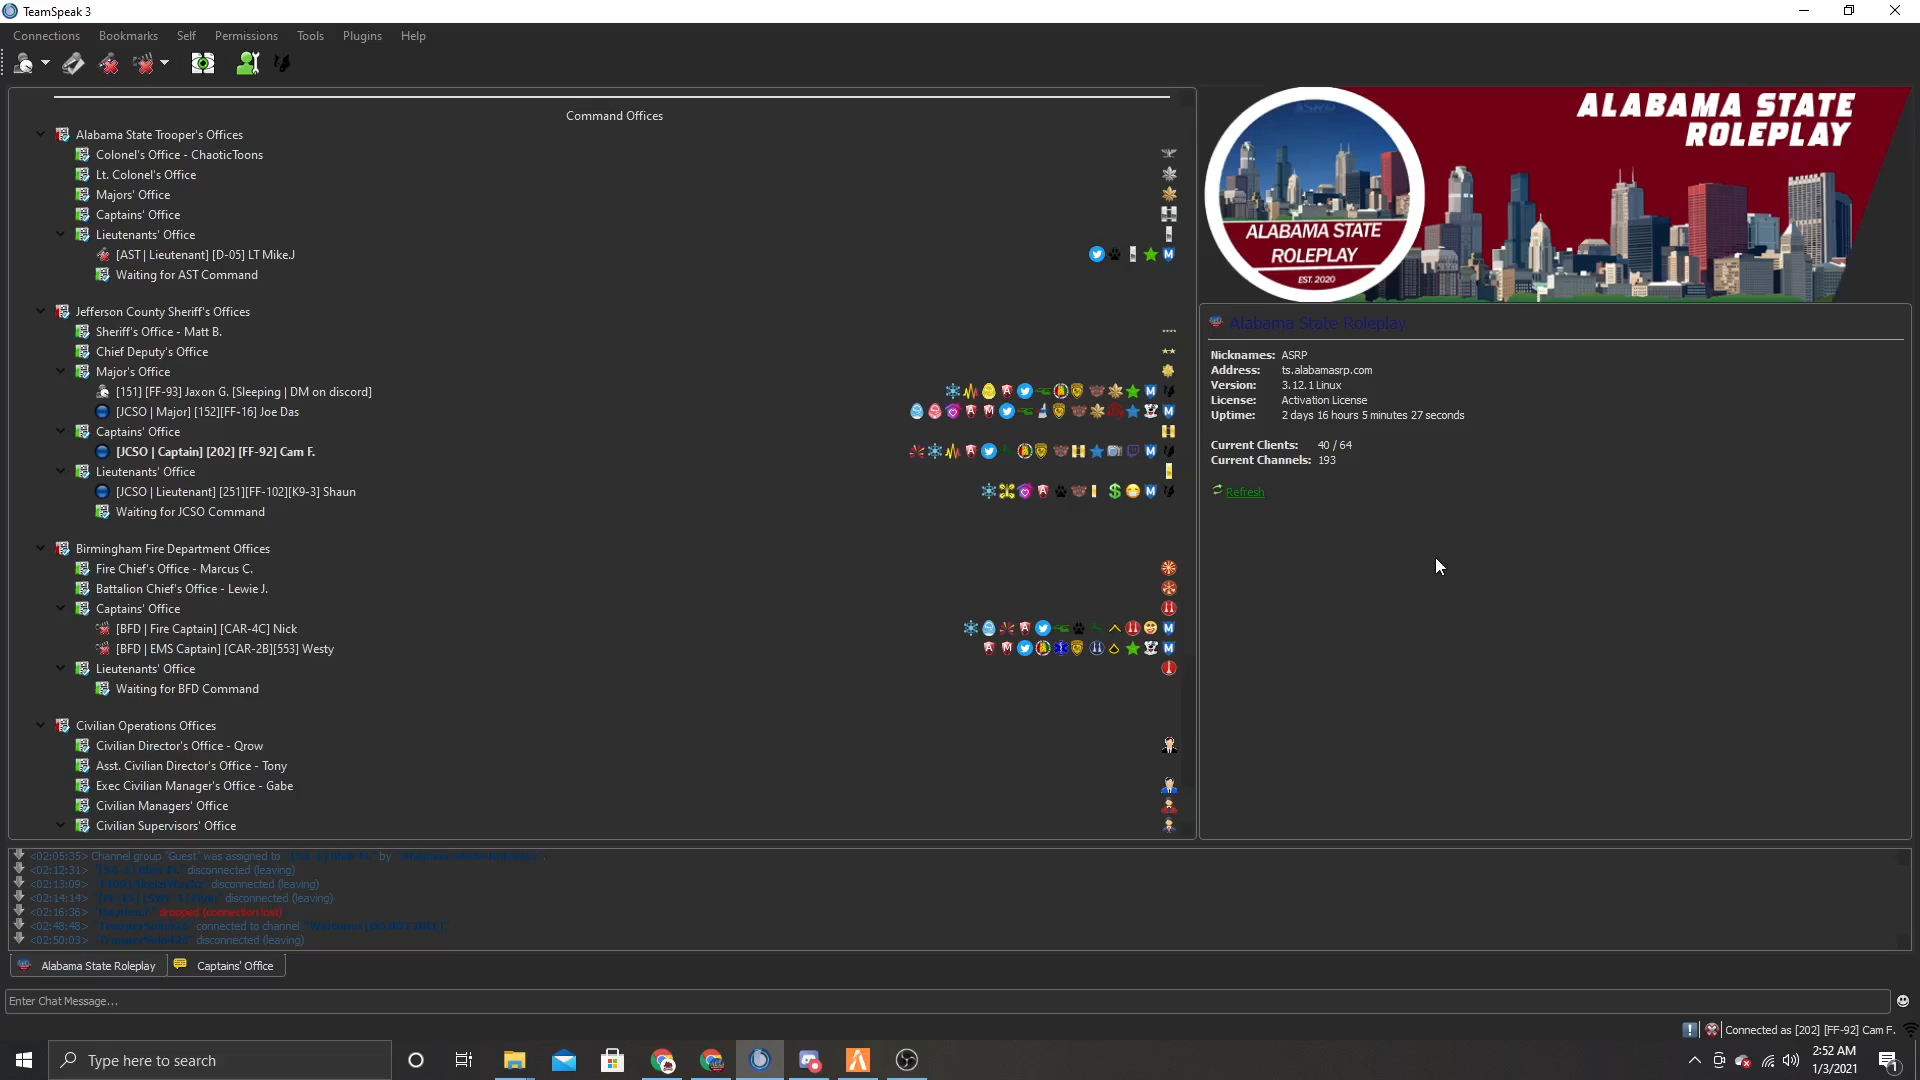 TeamSpeak 3
Connections Bookmarks Self Permissions Tools Plugins Help
Command Offices
Alabama State Trooper's Offices
Colonel's Office - ChaoticToons
Lt. Colonel's Office
Majors' Office
Captains' Office
Lieutenants' Office
[AST | Lieutenant] [D-05] LT Mike.J
Waiting for AST Command
Jefferson County Sheriff's Offices
Sheriff's Office - Matt B.
Chief Deputy's Office
Major's Office
[151] [FF-93] Jaxon G. [Sleeping | DM on discord]
[JCSO | Major] [152][FF-16] Joe Das
Captains' Office
[JCSO | Captain] [202] [FF-92] Cam F.
Lieutenants' Office
[JCSO | Lieutenant] [251][FF-102][K9-3] Shaun
Waiting for JCSO Command
Birmingham Fire Department Offices
Fire Chief's Office - Marcus C.
Battalion Chief's Office - Lewie J.
Captains' Office
[BFD | Fire Captain] [CAR-4C] Nick
[BFD | EMS Captain] [CAR-2B][553] Westy
Lieutenants' Office
Waiting for BFD Command
Civilian Operations Offices
Civilian Director's Office - Qrow
Asst. Civilian Director's Office - Tony
Exec Civilian Manager's Office - Gabe
Civilian Managers' Office
Civilian Supervisors' Office
ALABAMA STATE
ROLEPLAY
ALABAMA STATE
ROLEPLAY
EST. 2020
Alabama State Roleplay
Nicknames: ASRP
Address: ts.alabamasrp.com
Version: 3.12.1 Linux
License: Activation License
Uptime: 2 days 16 hours 5 minutes 27 seconds
Current Clients: 40 / 64
Current Channels: 193
Refresh
<02:05:35> Channel group "Guest" was assigned to by
<02:12:31> disconnected (leaving)
<02:13:09> disconnected (leaving)
<02:14:14> disconnected (leaving)
<02:16:36> dropped (connection lost)
<02:48:48> connected to channel
<02:50:03> disconnected (leaving)
Alabama State Roleplay Captains' Office
Enter Chat Message...
Connected as [202] [FF-92] Cam F.
Type here to search
2:52 AM
1/3/2021
1